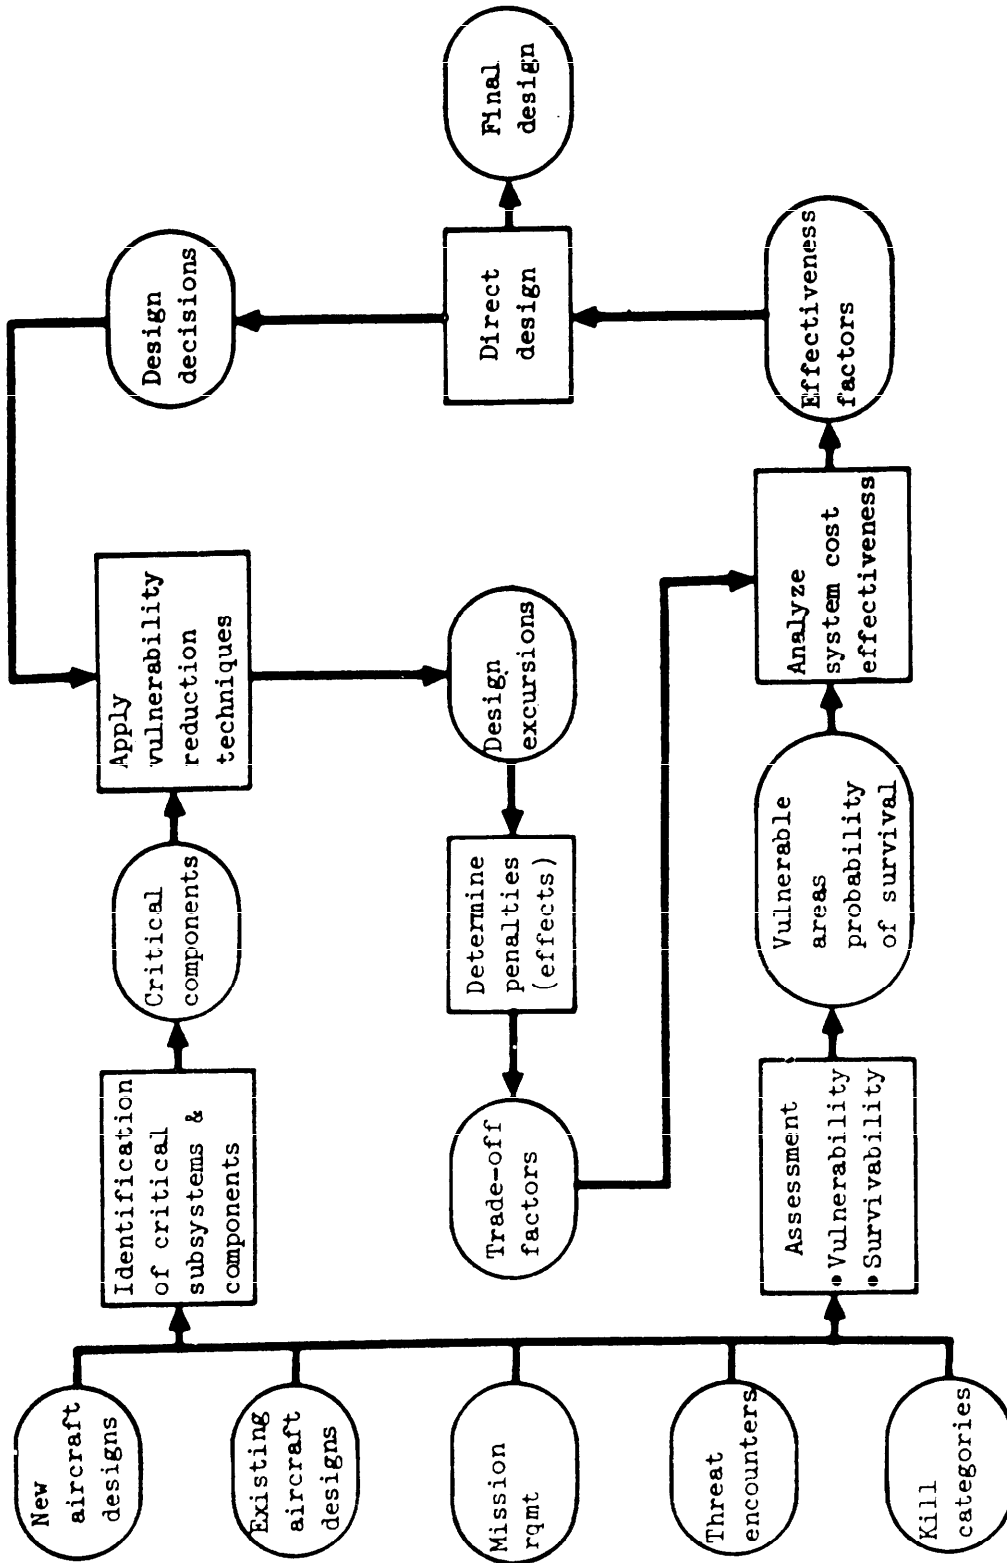 New
aircraft
designs
Existing
aircraft
designs
Mission
rqmt
Threat
encounters
Kill
categories
Identification
of critical
subsystems &
components
Critical
components
Apply
vulnerability
reduction
techniques
Design
decisions
Design
excursions
Determine
penalties
(effects)
Trade-off
factors
Direct
design
Final
design
Assessment
• Vulnerability
• Survivability
Vulnerable
areas
probability
of survival
Analyze
system cost
effectiveness
Effectiveness
factors